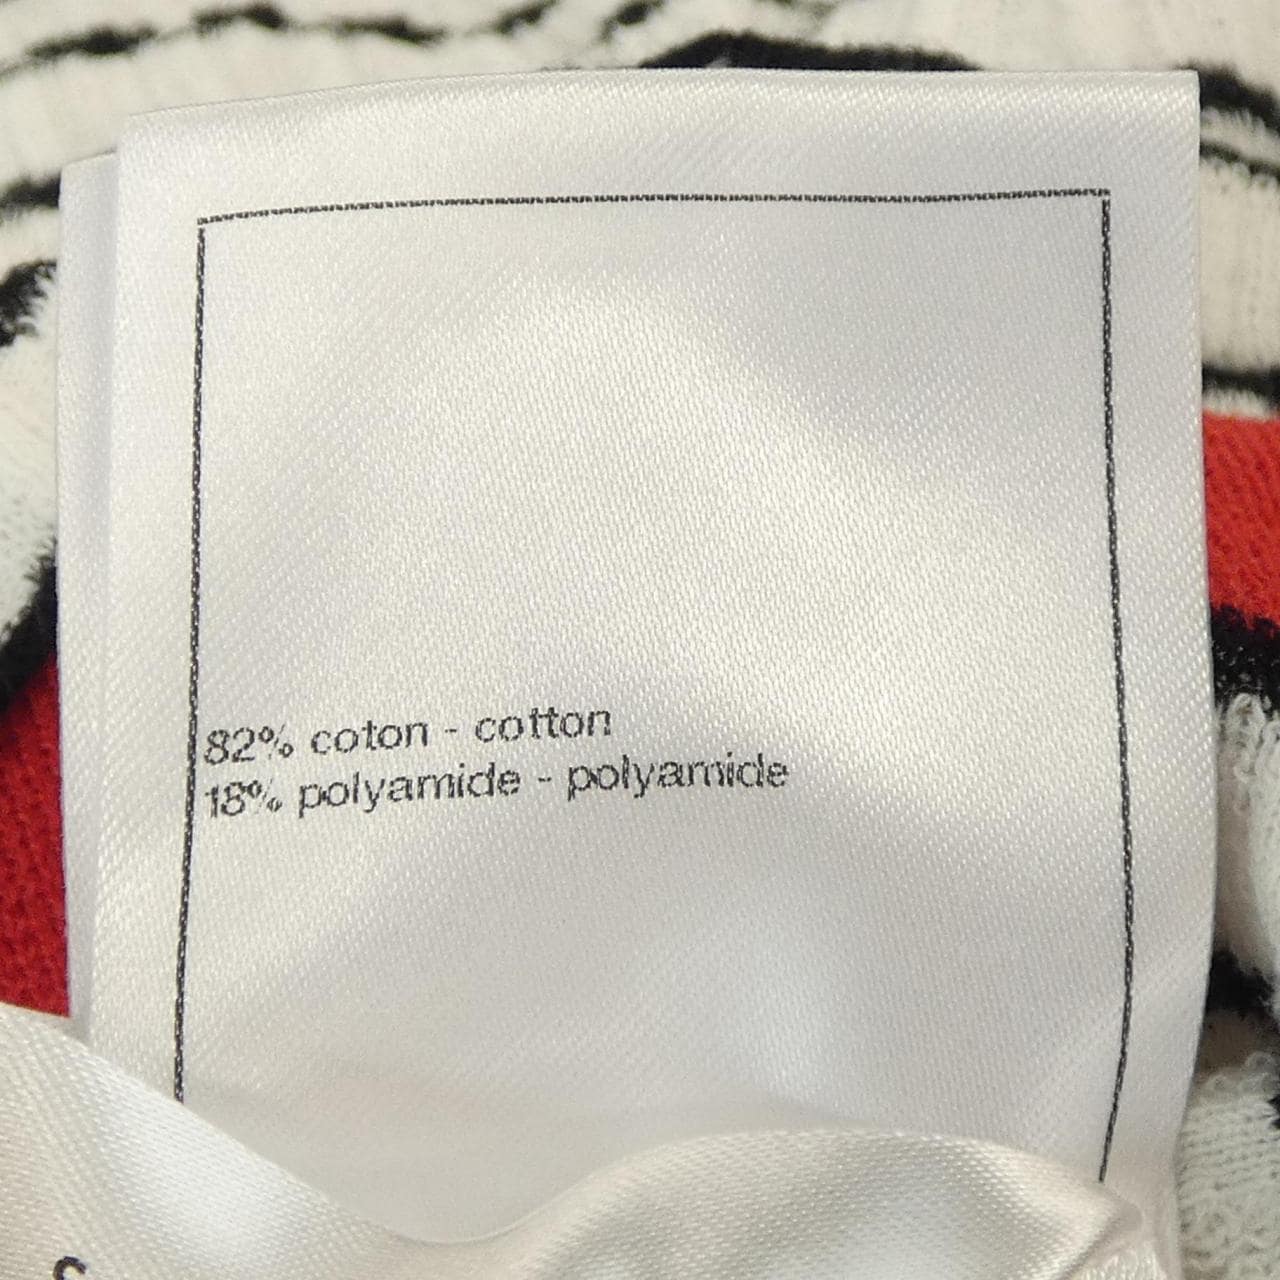 82% coton - cotton
18% polyamide - polyamide